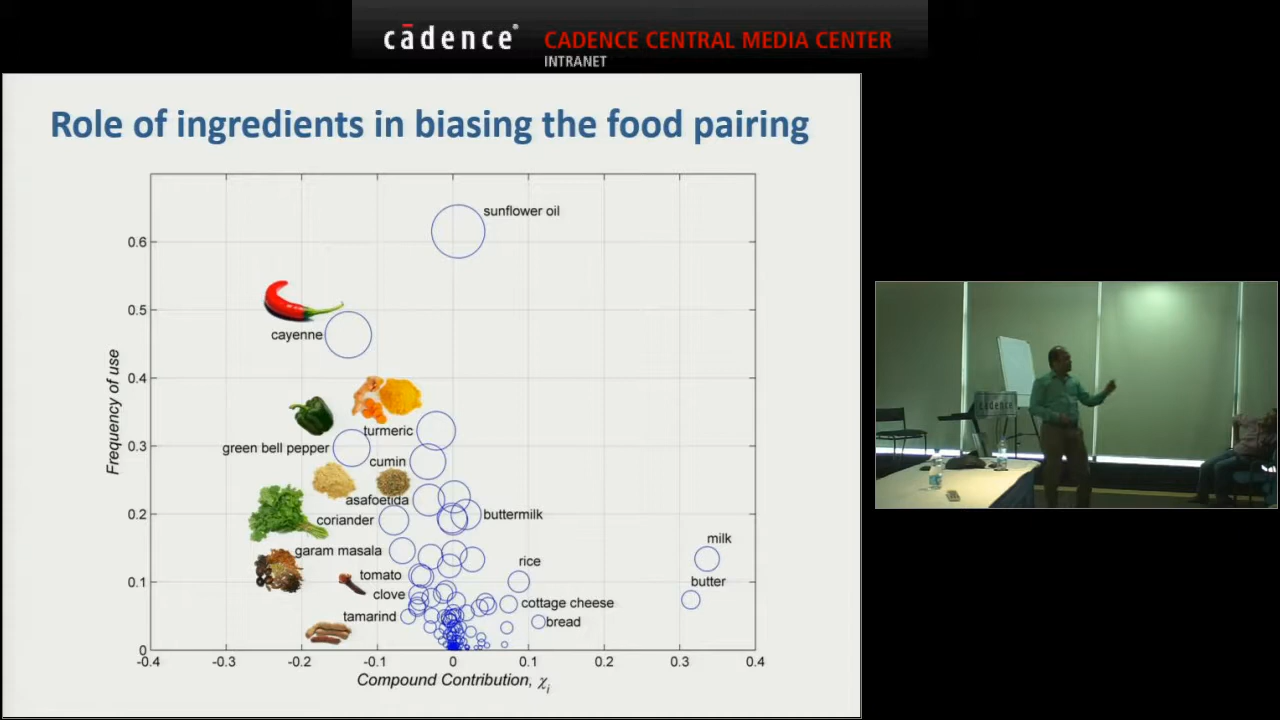 cādence®
CADENCE CENTRAL MEDIA CENTER
INTRANET
Role of ingredients in biasing the food pairing
sunflower oil
0.6
0.5
cayenne
0.4
Frequency of use
turmeric
green bell pepper
0.3
cumin
asafoetida
0.2
coriander
buttermilk
garam masala
milk
rice
tomato
butter
0.1
clove
cottage cheese
tamarind
bread
0
-0.4
-0.3
-0.2
-0.1
0
0.1
0.2
0.3
0.4
Compound Contribution, χi
cādence